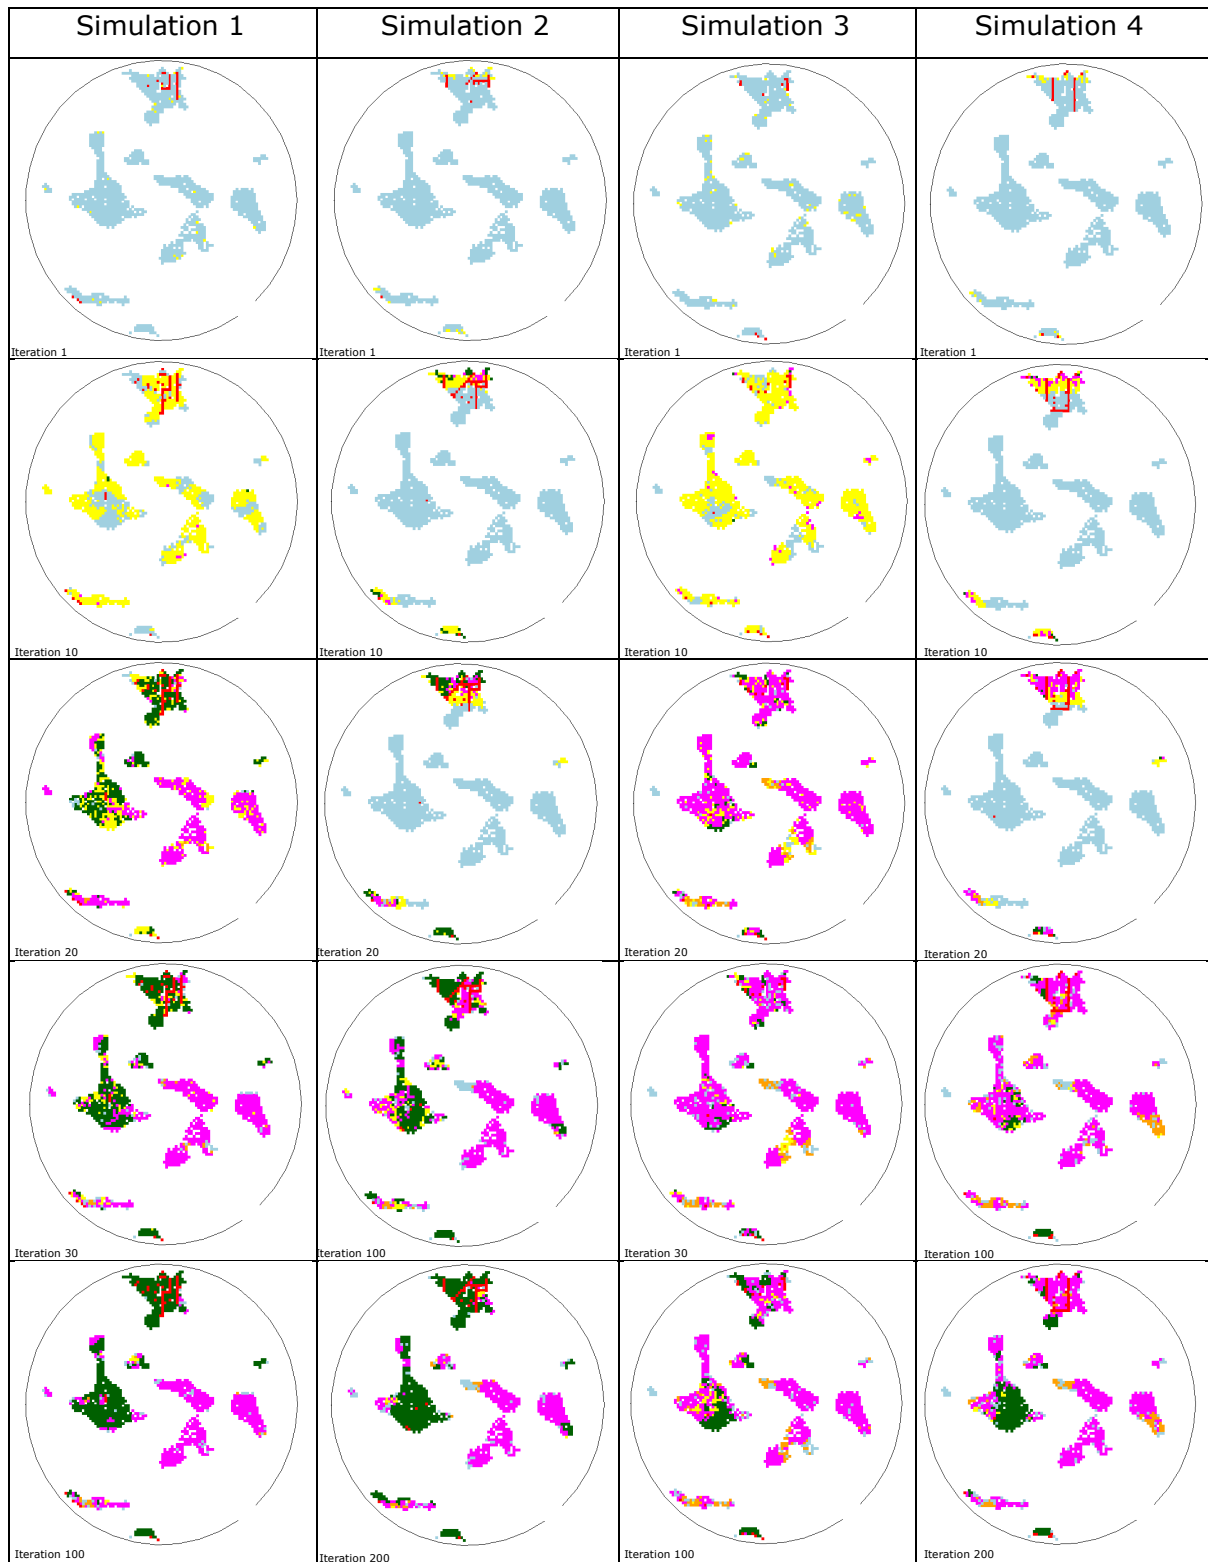 Simulation 1 Simulation 2 Simulation 3 Simulation 4
Iteration 1 Iteration 1 Iteration 1 Iteration 1
Iteration 10 Iteration 10 Iteration 10 Iteration 10
Iteration 20 Iteration 20 Iteration 20 Iteration 20
Iteration 30 Iteration 100 Iteration 30 Iteration 100
Iteration 100 Iteration 200 Iteration 100 Iteration 200